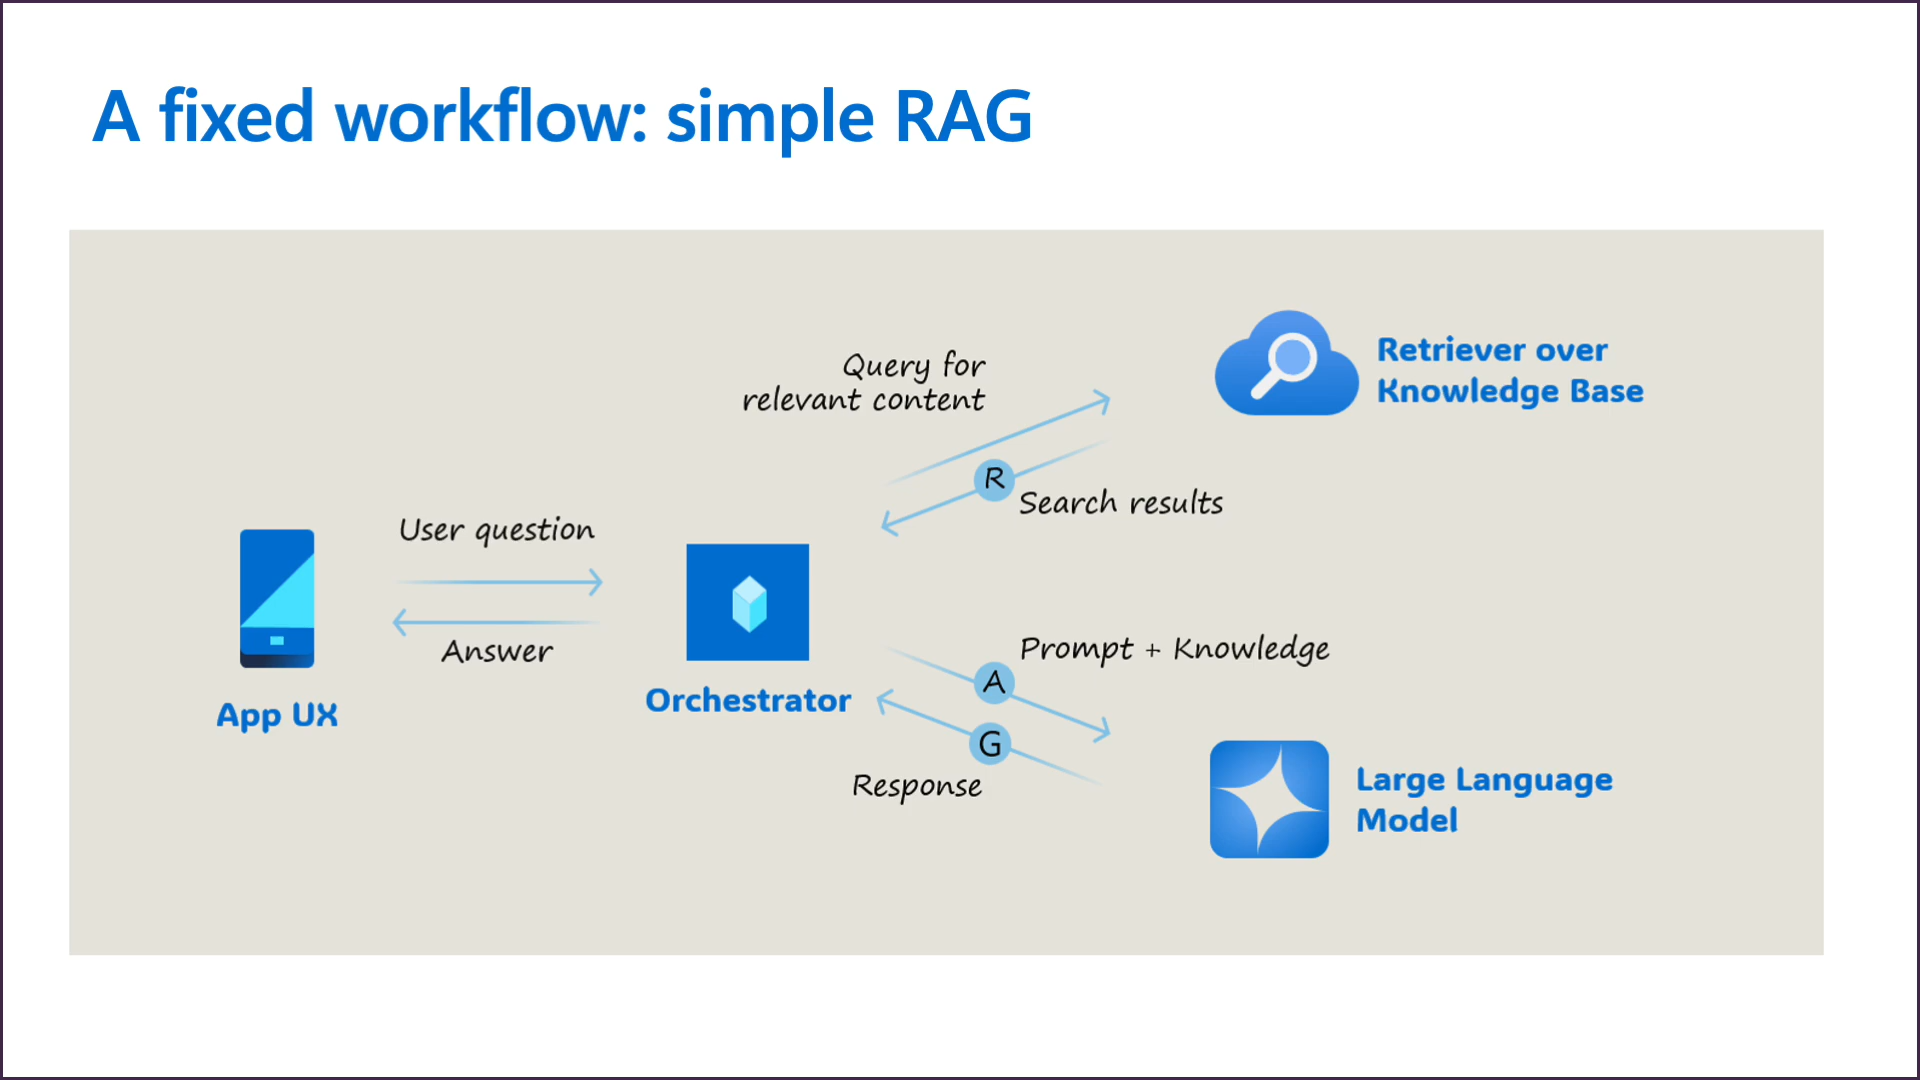 A fixed workflow: simple RAG
Query for
relevant content
Retriever over
Knowledge Base
R
Search results
User question
Answer
App UX
Orchestrator
Prompt + Knowledge
A
G
Response
Large Language
Model